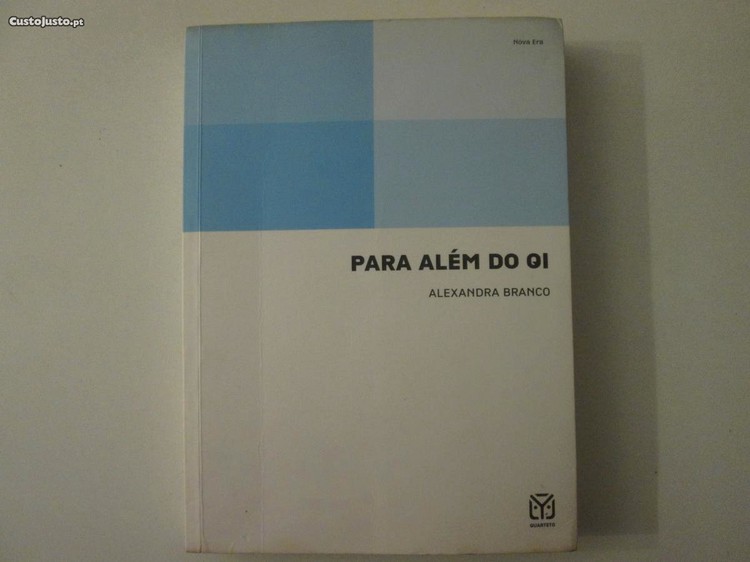 CustoJusto.pt
Nova Era
PARA ALÉM DO QI
ALEXANDRA BRANCO
QUARTETO